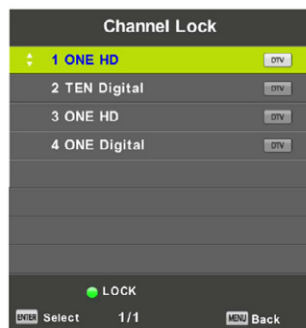 Channel Lock
1 ONE HD DTV
2 TEN Digital DTV
3 ONE HD DTV
4 ONE Digital DTV
LOCK
ENTER Select 1/1 MENU Back